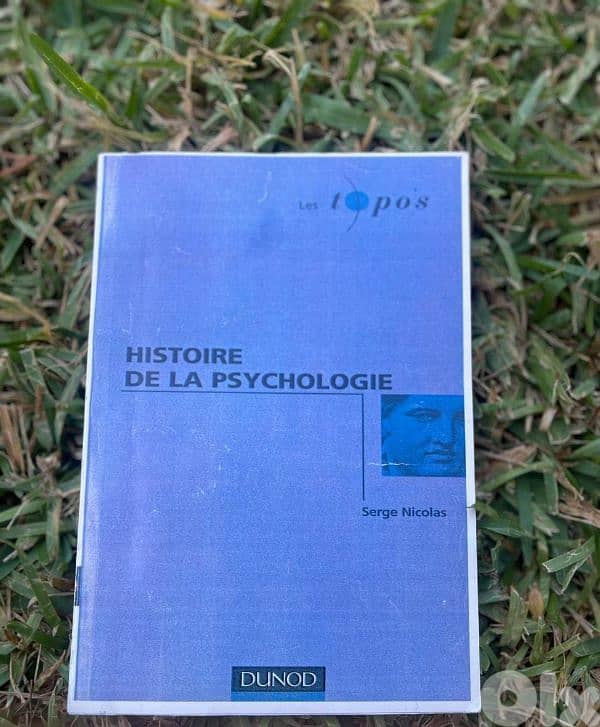 Les topos
HISTOIRE
DE LA PSYCHOLOGIE
Serge Nicolas
DUNOD